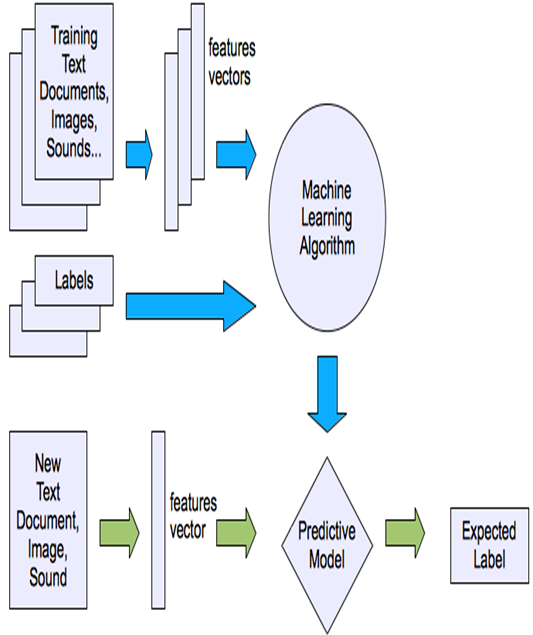 Training
Text
Documents,
Images,
Sounds...
features
vectors
Machine
Learning
Algorithm
Labels
New
Text
Document,
Image,
Sound
features
vector
Predictive
Model
Expected
Label